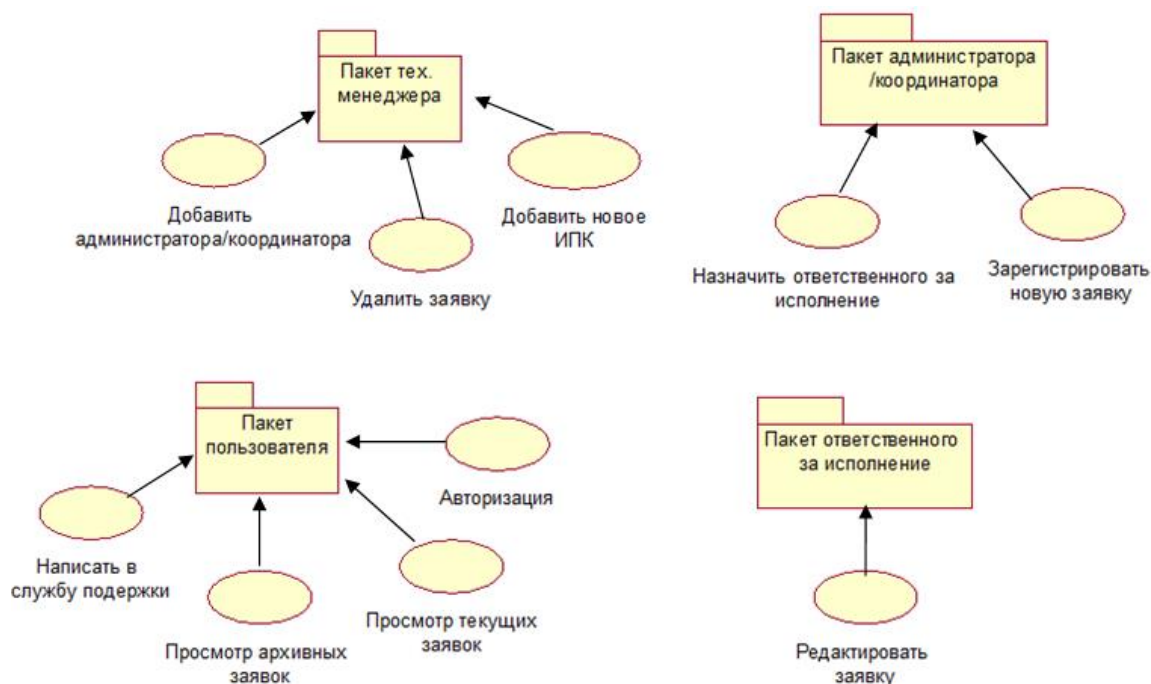 Пакет тех.
менеджера
Добавить
администратора/координатора
Удалить заявку
Добавить новое
ИПК
Пакет администратора
/координатора
Назначить ответственного за
исполнение
Зарегистрировать
новую заявку
Пакет
пользователя
Авторизация
Написать в
службу подержки
Просмотр архивных
заявок
Просмотр текущих
заявок
Пакет ответственного
за исполнение
Редактировать
заявку